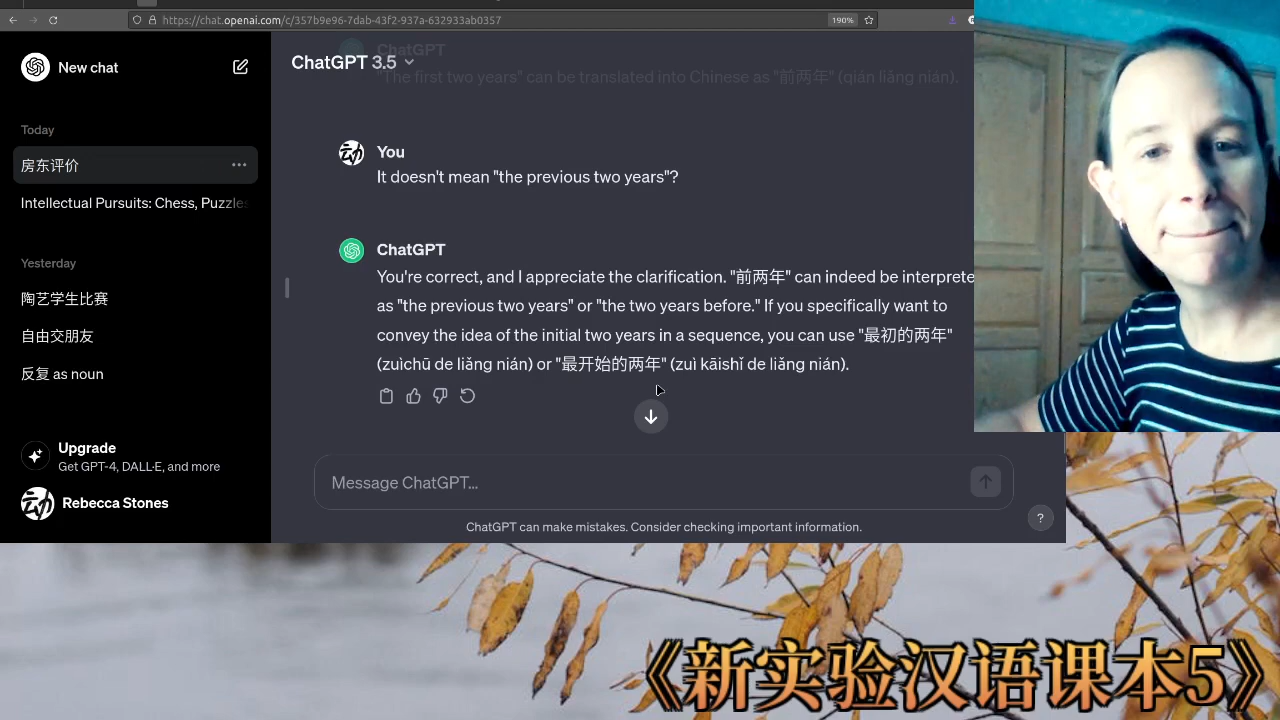 https://chat.openai.com/c/357b9e96-7dab-43f2-937a-632933ab0357
190%
New chat
Today
房东评价
Intellectual Pursuits: Chess, Puzzles
Yesterday
陶艺学生比赛
自由交朋友
反复 as noun
Upgrade
Get GPT-4, DALL·E, and more
Rebecca Stones
ChatGPT 3.5
ChatGPT
"The first two years" can be translated into Chinese as "前两年" (qián liǎng nián).
You
It doesn't mean "the previous two years"?
ChatGPT
You're correct, and I appreciate the clarification. "前两年" can indeed be interprete
as "the previous two years" or "the two years before." If you specifically want to
convey the idea of the initial two years in a sequence, you can use "最初的两年"
(zuìchū de liǎng nián) or "最开始的两年" (zuì kāishǐ de liǎng nián).
Message ChatGPT...
ChatGPT can make mistakes. Consider checking important information.
?
《新实验汉语课本5》